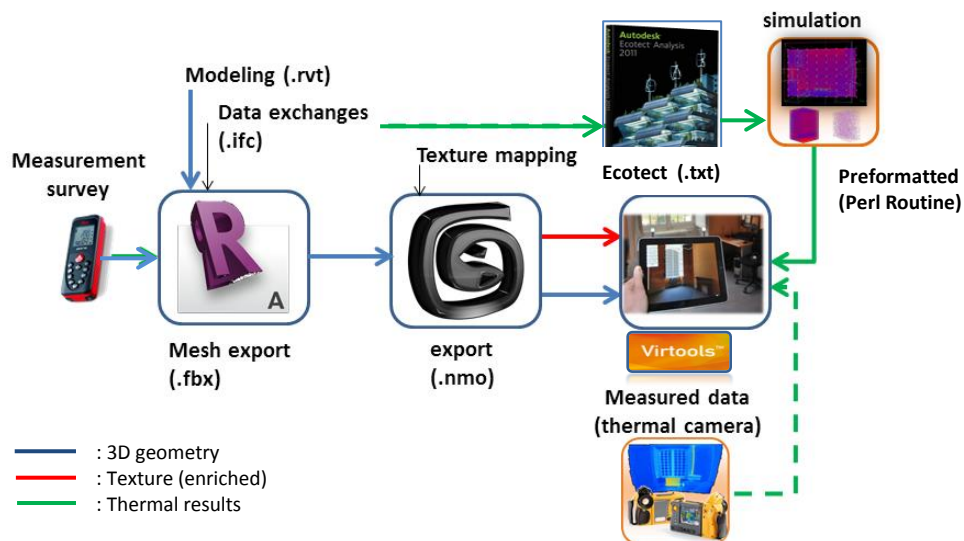 simulation
Autodesk
Ecotect Analysis
2011
Modeling (.rvt)
Data exchanges
(.ifc)
Measurement
survey
Texture mapping
Ecotect (.txt)
Preformatted
(Perl Routine)
R
A
Mesh export
(.fbx)
export
(.nmo)
Virtools™
Measured data
(thermal camera)
: 3D geometry
: Texture (enriched)
: Thermal results